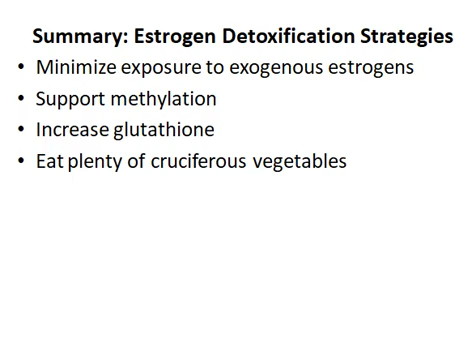 Summary: Estrogen Detoxification Strategies
• Minimize exposure to exogenous estrogens
• Support methylation
• Increase glutathione
• Eat plenty of cruciferous vegetables